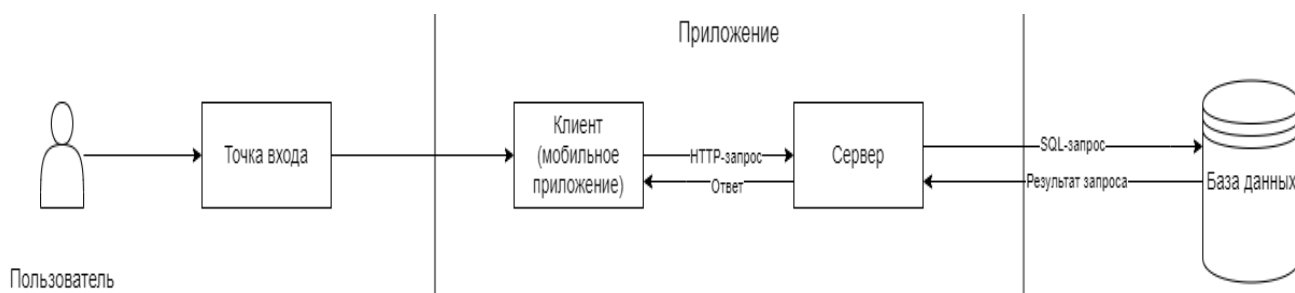 Приложение
Точка входа
Клиент
(мобильное
приложение)
HTTP-запрос
Ответ
Сервер
SQL-запрос
Результат запроса
База данных
Пользователь